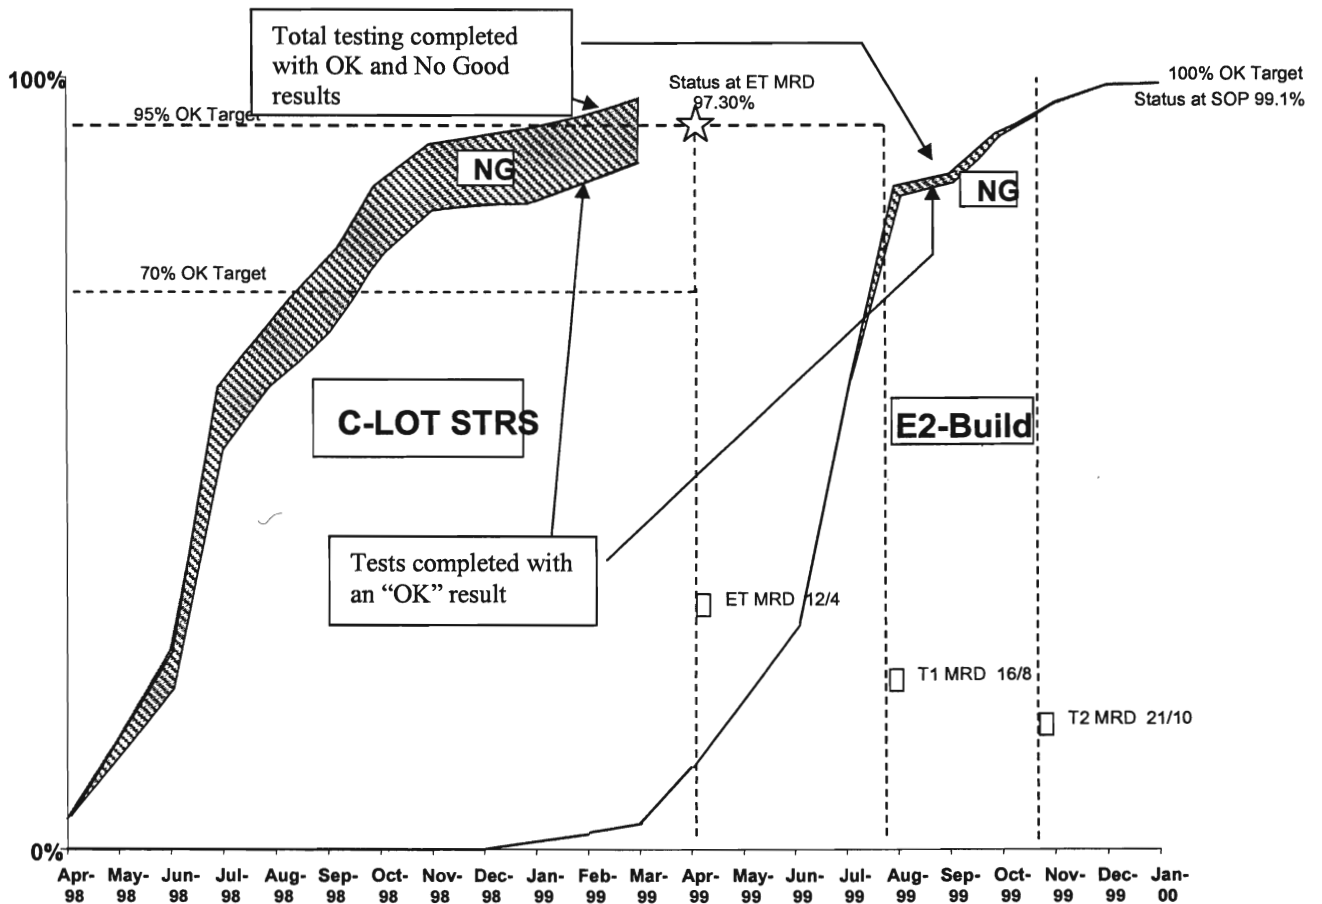 Total testing completed
with OK and No Good
results
100%
Status at ET MRD
97.30%
100% OK Target
Status at SOP 99.1%
95% OK Target
NG
NG
70% OK Target
C-LOT STRS
E2-Build
Tests completed with
an “OK” result
ET MRD 12/4
T1 MRD 16/8
T2 MRD 21/10
0%
Apr- May- Jun- Jul- Aug- Sep- Oct- Nov- Dec- Jan- Feb- Mar- Apr- May- Jun- Jul- Aug- Sep- Oct- Nov- Dec- Jan-
98 98 98 98 98 98 98 98 98 99 99 99 99 99 99 99 99 99 99 99 99 00